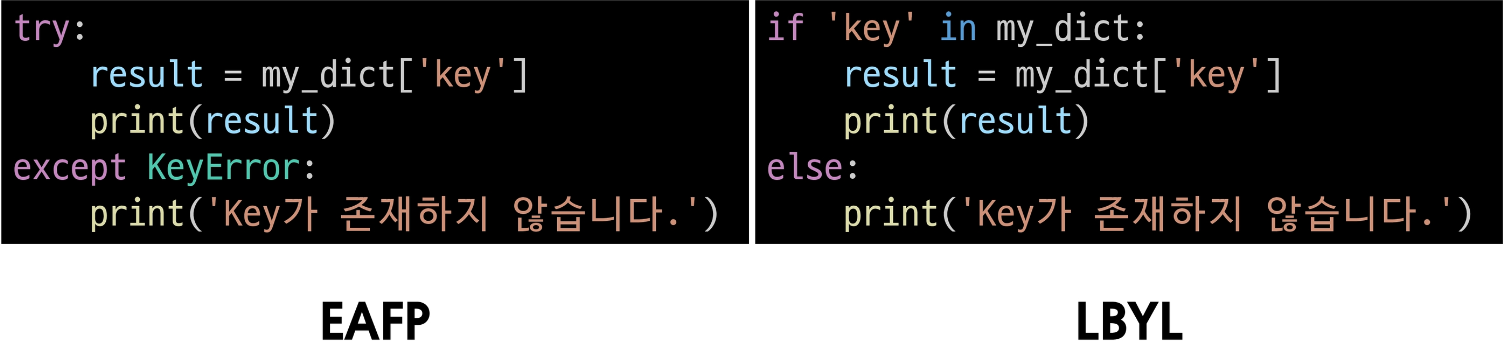 try:
    result = my_dict['key']
    print(result)
except KeyError:
    print('Key가 존재하지 않습니다.')
EAFP
if 'key' in my_dict:
    result = my_dict['key']
    print(result)
else:
    print('Key가 존재하지 않습니다.')
LBYL